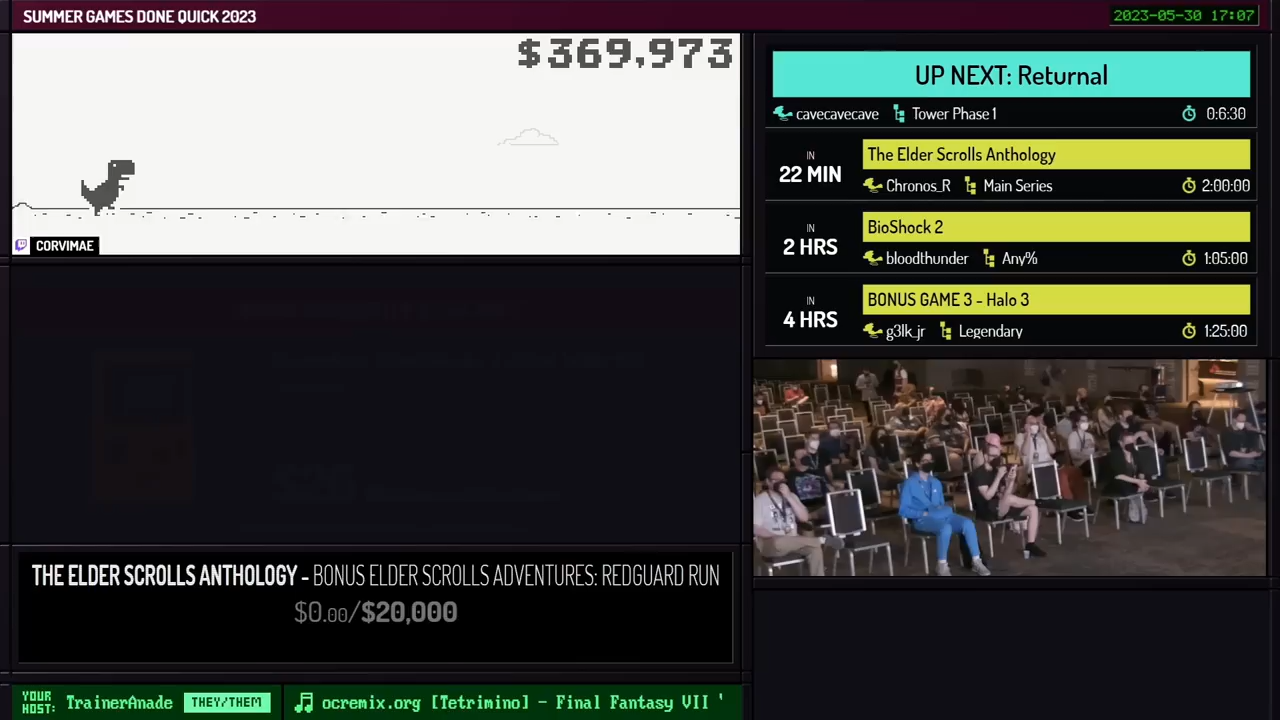 SUMMER GAMES DONE QUICK 2023
2023-05-30 17:07
$369,973
CORVIMAE
UP NEXT: Returnal
cavecavecave Tower Phase 1 0:6:30
IN
22 MIN
The Elder Scrolls Anthology
Chronos_R Main Series 2:00:00
IN
2 HRS
BioShock 2
bloodthunder Any% 1:05:00
IN
4 HRS
BONUS GAME 3 - Halo 3
g3lk_jr Legendary 1:25:00
THE ELDER SCROLLS ANTHOLOGY - BONUS ELDER SCROLLS ADVENTURES: REDGUARD RUN
$0.00/$20,000
YOUR HOST: TrainerAnade THEY/THEM
ocremix.org [Tetrimino] - Final Fantasy VII '